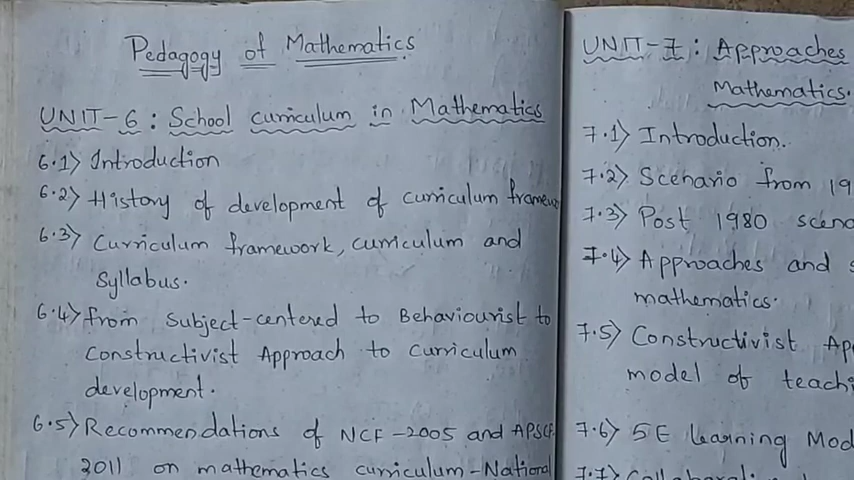 Pedagogy of Mathematics
UNIT-6 : School curriculum in Mathematics
6.1) Introduction
6.2) History of development of curriculum framew
6.3) Curriculum framework, curriculum and
Syllabus.
6.4) from Subject-centered to Behaviourist to
Constructivist Approach to Curriculum
development.
6.5) Recommendations of NCF-2005 and APSCF
2011 on mathematics curriculum-National
UNIT-7 : Approaches
Mathematics.
7.1) Introduction.
7.2) Scenario from 19
7.3) Post 1980 scena
7.4) Approaches and s
mathematics.
7.5) Constructivist Ap
model of teachi
7.6) 5E learning Mod
7.7)